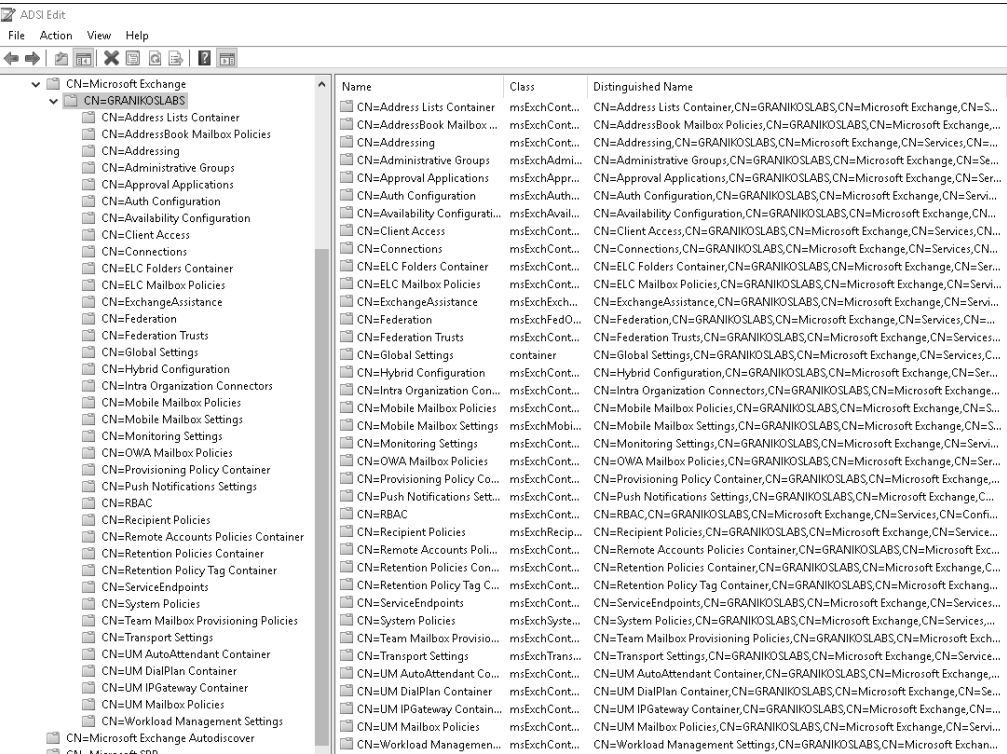 ADSI Edit
File Action View Help
CN=Microsoft Exchange
CN=GRANIKOSLABS
CN=Address Lists Container
CN=AddressBook Mailbox Policies
CN=Addressing
CN=Administrative Groups
CN=Approval Applications
CN=Auth Configuration
CN=Availability Configuration
CN=Client Access
CN=Connections
CN=ELC Folders Container
CN=ELC Mailbox Policies
CN=ExchangeAssistance
CN=Federation
CN=Federation Trusts
CN=Global Settings
CN=Hybrid Configuration
CN=Intra Organization Connectors
CN=Mobile Mailbox Policies
CN=Mobile Mailbox Settings
CN=Monitoring Settings
CN=OWA Mailbox Policies
CN=Provisioning Policy Container
CN=Push Notifications Settings
CN=RBAC
CN=Recipient Policies
CN=Remote Accounts Policies Container
CN=Retention Policies Container
CN=Retention Policy Tag Container
CN=ServiceEndpoints
CN=System Policies
CN=Team Mailbox Provisioning Policies
CN=Transport Settings
CN=UM AutoAttendant Container
CN=UM DialPlan Container
CN=UM IPGateway Container
CN=UM Mailbox Policies
CN=Workload Management Settings
CN=Microsoft Exchange Autodiscover
Name Class Distinguished Name
CN=Address Lists Container msExchCont... CN=Address Lists Container,CN=GRANIKOSLABS,CN=Microsoft Exchange,CN=S...
CN=AddressBook Mailbox ... msExchCont... CN=AddressBook Mailbox Policies,CN=GRANIKOSLABS,CN=Microsoft Exchange,...
CN=Addressing msExchCont... CN=Addressing,CN=GRANIKOSLABS,CN=Microsoft Exchange,CN=Services,CN=...
CN=Administrative Groups msExchAdmi... CN=Administrative Groups,CN=GRANIKOSLABS,CN=Microsoft Exchange,CN=Se...
CN=Approval Applications msExchAppr... CN=Approval Applications,CN=GRANIKOSLABS,CN=Microsoft Exchange,CN=Ser...
CN=Auth Configuration msExchAuth... CN=Auth Configuration,CN=GRANIKOSLABS,CN=Microsoft Exchange,CN=Servi...
CN=Availability Configurati... msExchAvail... CN=Availability Configuration,CN=GRANIKOSLABS,CN=Microsoft Exchange,CN...
CN=Client Access msExchCont... CN=Client Access,CN=GRANIKOSLABS,CN=Microsoft Exchange,CN=Services,CN...
CN=Connections msExchCont... CN=Connections,CN=GRANIKOSLABS,CN=Microsoft Exchange,CN=Services,CN...
CN=ELC Folders Container msExchCont... CN=ELC Folders Container,CN=GRANIKOSLABS,CN=Microsoft Exchange,CN=Ser...
CN=ELC Mailbox Policies msExchCont... CN=ELC Mailbox Policies,CN=GRANIKOSLABS,CN=Microsoft Exchange,CN=Servi...
CN=ExchangeAssistance msExchExch... CN=ExchangeAssistance,CN=GRANIKOSLABS,CN=Microsoft Exchange,CN=Servi...
CN=Federation msExchFedO... CN=Federation,CN=GRANIKOSLABS,CN=Microsoft Exchange,CN=Services,CN=...
CN=Federation Trusts msExchCont... CN=Federation Trusts,CN=GRANIKOSLABS,CN=Microsoft Exchange,CN=Services...
CN=Global Settings container CN=Global Settings,CN=GRANIKOSLABS,CN=Microsoft Exchange,CN=Services,C...
CN=Hybrid Configuration msExchCont... CN=Hybrid Configuration,CN=GRANIKOSLABS,CN=Microsoft Exchange,CN=Ser...
CN=Intra Organization Con... msExchCont... CN=Intra Organization Connectors,CN=GRANIKOSLABS,CN=Microsoft Exchange...
CN=Mobile Mailbox Policies msExchCont... CN=Mobile Mailbox Policies,CN=GRANIKOSLABS,CN=Microsoft Exchange,CN=S...
CN=Mobile Mailbox Settings msExchMobi... CN=Mobile Mailbox Settings,CN=GRANIKOSLABS,CN=Microsoft Exchange,CN=S...
CN=Monitoring Settings msExchCont... CN=Monitoring Settings,CN=GRANIKOSLABS,CN=Microsoft Exchange,CN=Servi...
CN=OWA Mailbox Policies msExchCont... CN=OWA Mailbox Policies,CN=GRANIKOSLABS,CN=Microsoft Exchange,CN=Ser...
CN=Provisioning Policy Co... msExchCont... CN=Provisioning Policy Container,CN=GRANIKOSLABS,CN=Microsoft Exchange,...
CN=Push Notifications Sett... msExchCont... CN=Push Notifications Settings,CN=GRANIKOSLABS,CN=Microsoft Exchange,C...
CN=RBAC msExchCont... CN=RBAC,CN=GRANIKOSLABS,CN=Microsoft Exchange,CN=Services,CN=Confi...
CN=Recipient Policies msExchRecip... CN=Recipient Policies,CN=GRANIKOSLABS,CN=Microsoft Exchange,CN=Service...
CN=Remote Accounts Poli... msExchCont... CN=Remote Accounts Policies Container,CN=GRANIKOSLABS,CN=Microsoft Exc...
CN=Retention Policies Con... msExchCont... CN=Retention Policies Container,CN=GRANIKOSLABS,CN=Microsoft Exchange,C...
CN=Retention Policy Tag C... msExchCont... CN=Retention Policy Tag Container,CN=GRANIKOSLABS,CN=Microsoft Exchang...
CN=ServiceEndpoints msExchCont... CN=ServiceEndpoints,CN=GRANIKOSLABS,CN=Microsoft Exchange,CN=Services...
CN=System Policies msExchSyste... CN=System Policies,CN=GRANIKOSLABS,CN=Microsoft Exchange,CN=Services,...
CN=Team Mailbox Provisio... msExchCont... CN=Team Mailbox Provisioning Policies,CN=GRANIKOSLABS,CN=Microsoft Exch...
CN=Transport Settings msExchTrans... CN=Transport Settings,CN=GRANIKOSLABS,CN=Microsoft Exchange,CN=Service...
CN=UM AutoAttendant Co... msExchCont... CN=UM AutoAttendant Container,CN=GRANIKOSLABS,CN=Microsoft Exchange,...
CN=UM DialPlan Container msExchCont... CN=UM DialPlan Container,CN=GRANIKOSLABS,CN=Microsoft Exchange,CN=Se...
CN=UM IPGateway Contain... msExchCont... CN=UM IPGateway Container,CN=GRANIKOSLABS,CN=Microsoft Exchange,CN=...
CN=UM Mailbox Policies msExchCont... CN=UM Mailbox Policies,CN=GRANIKOSLABS,CN=Microsoft Exchange,CN=Servi...
CN=Workload Managemen... msExchCont... CN=Workload Management Settings,CN=GRANIKOSLABS,CN=Microsoft Exchan...